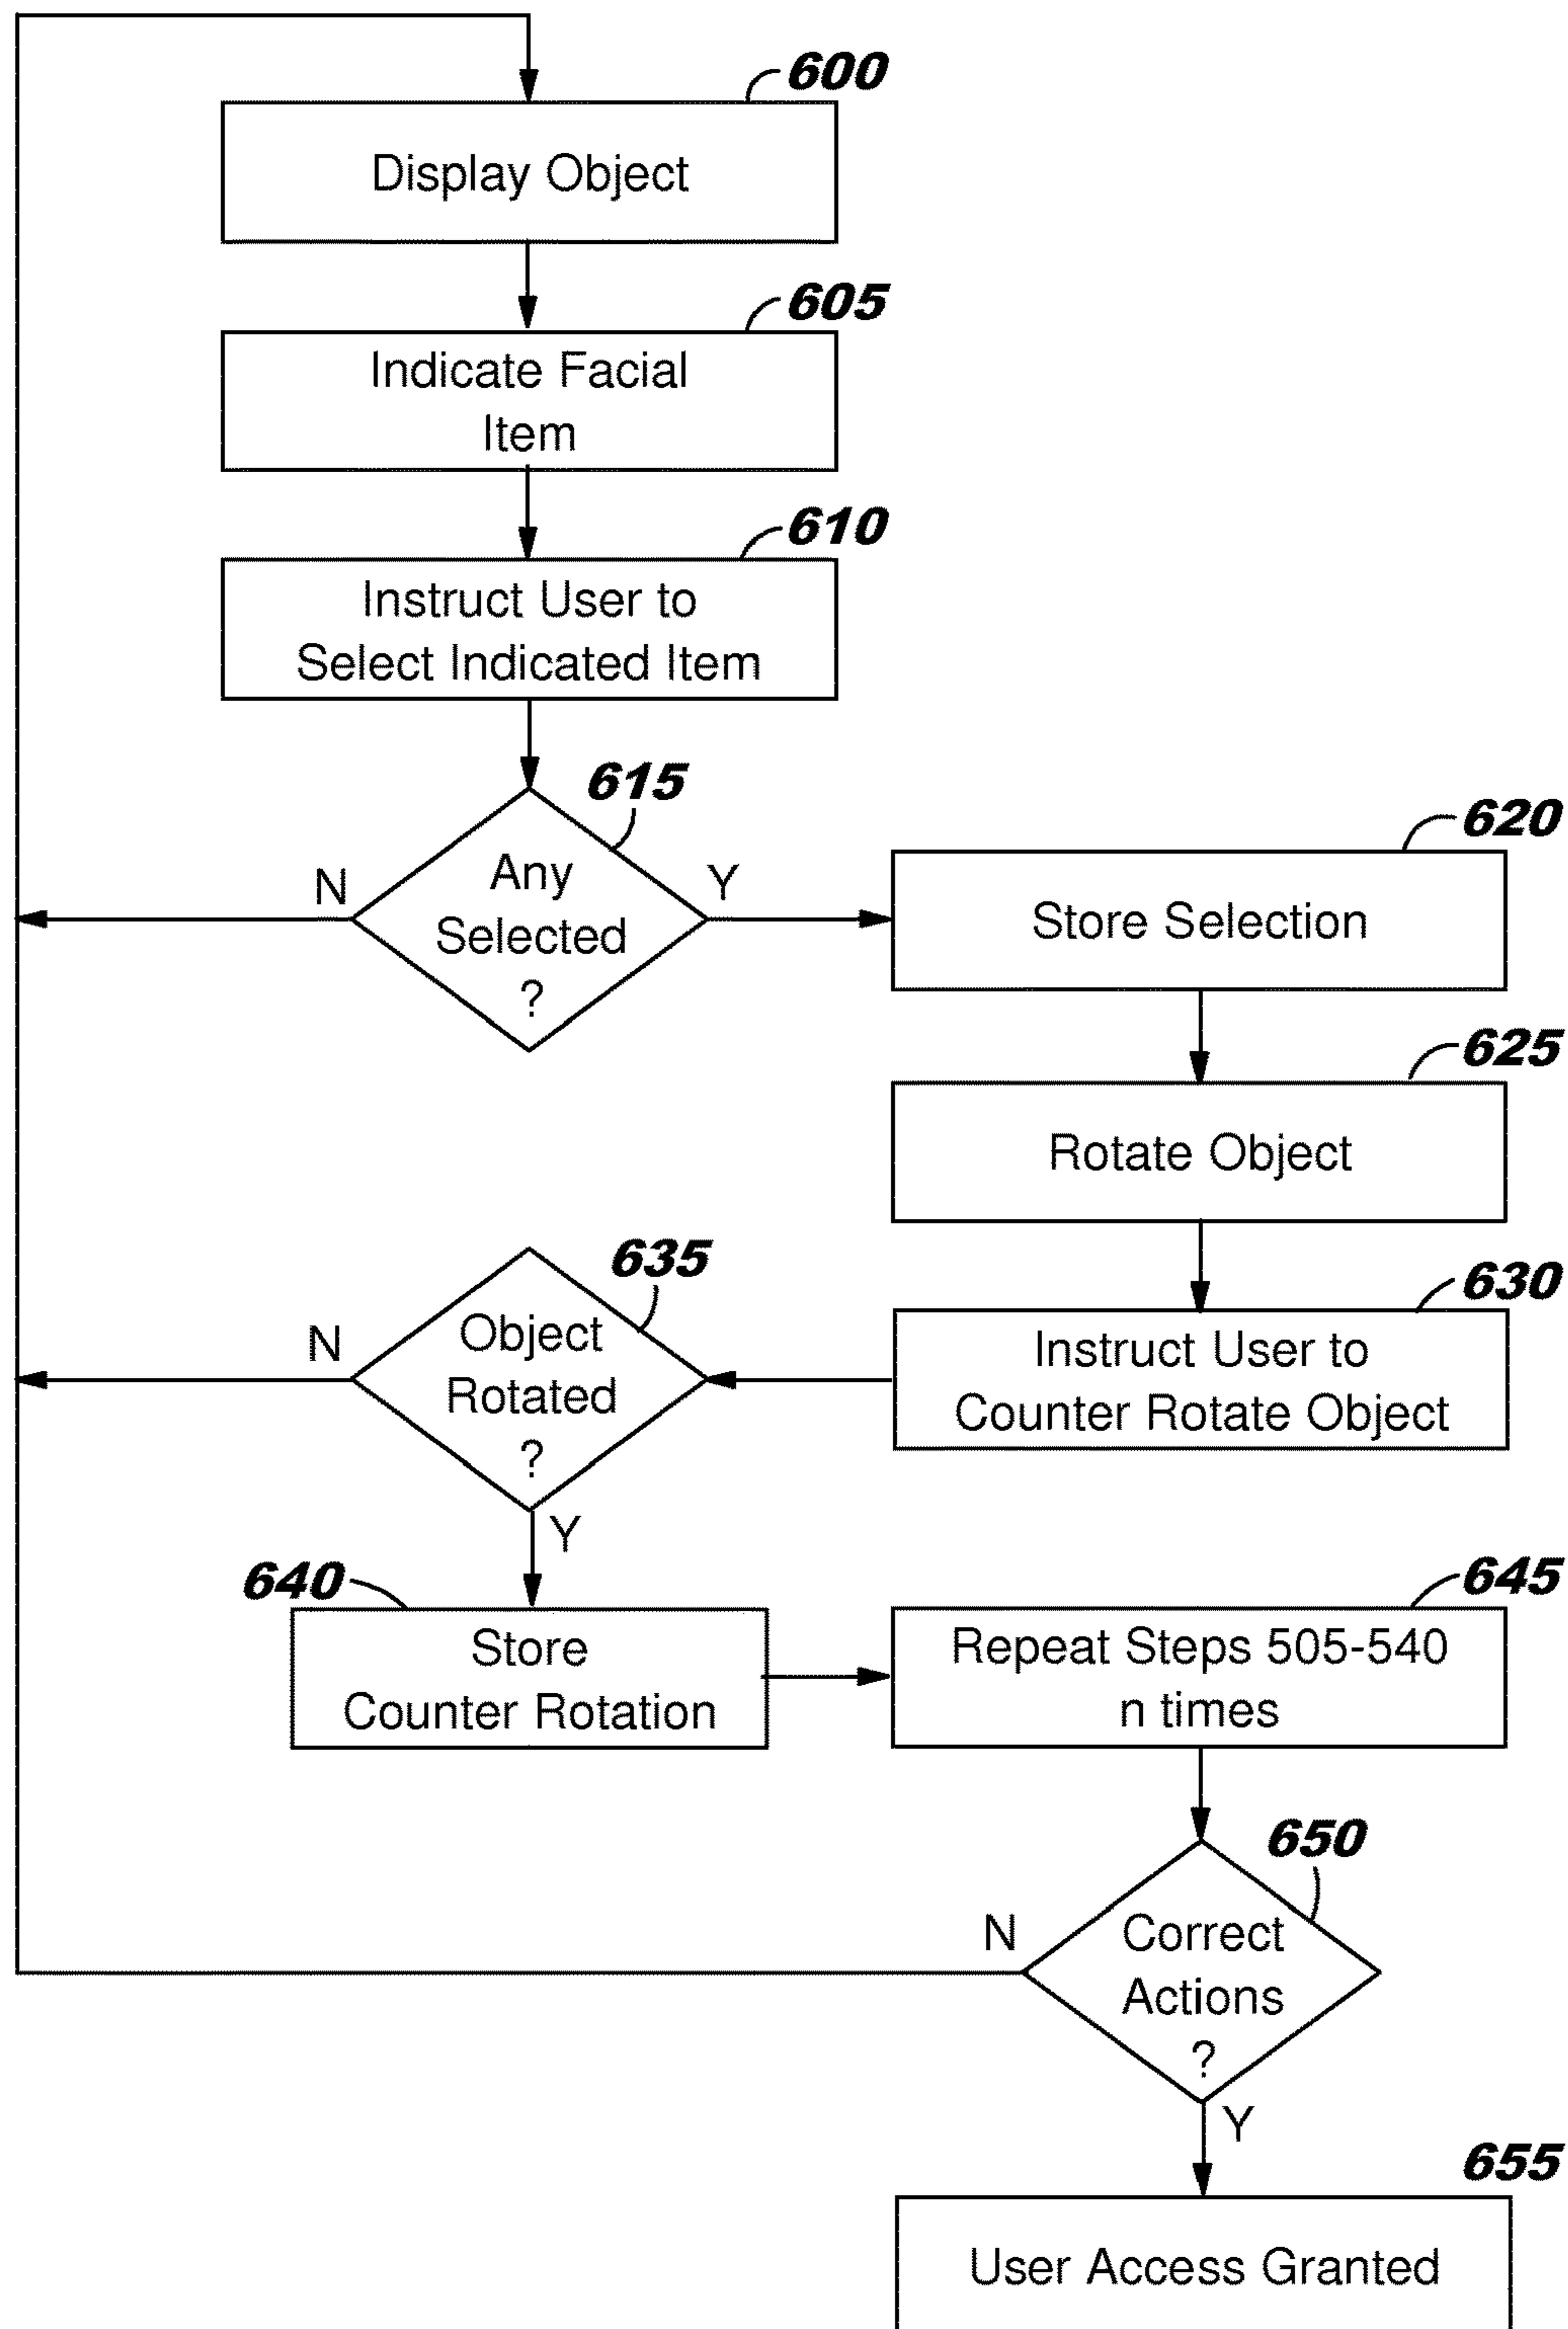 600
Display Object
605
Indicate Facial
Item
610
Instruct User to
Select Indicated Item
615
Any
Selected
?
N
Y
620
Store Selection
625
Rotate Object
630
Instruct User to
Counter Rotate Object
635
Object
Rotated
?
N
Y
640
Store
Counter Rotation
645
Repeat Steps 505-540
n times
650
Correct
Actions
?
N
Y
655
User Access Granted